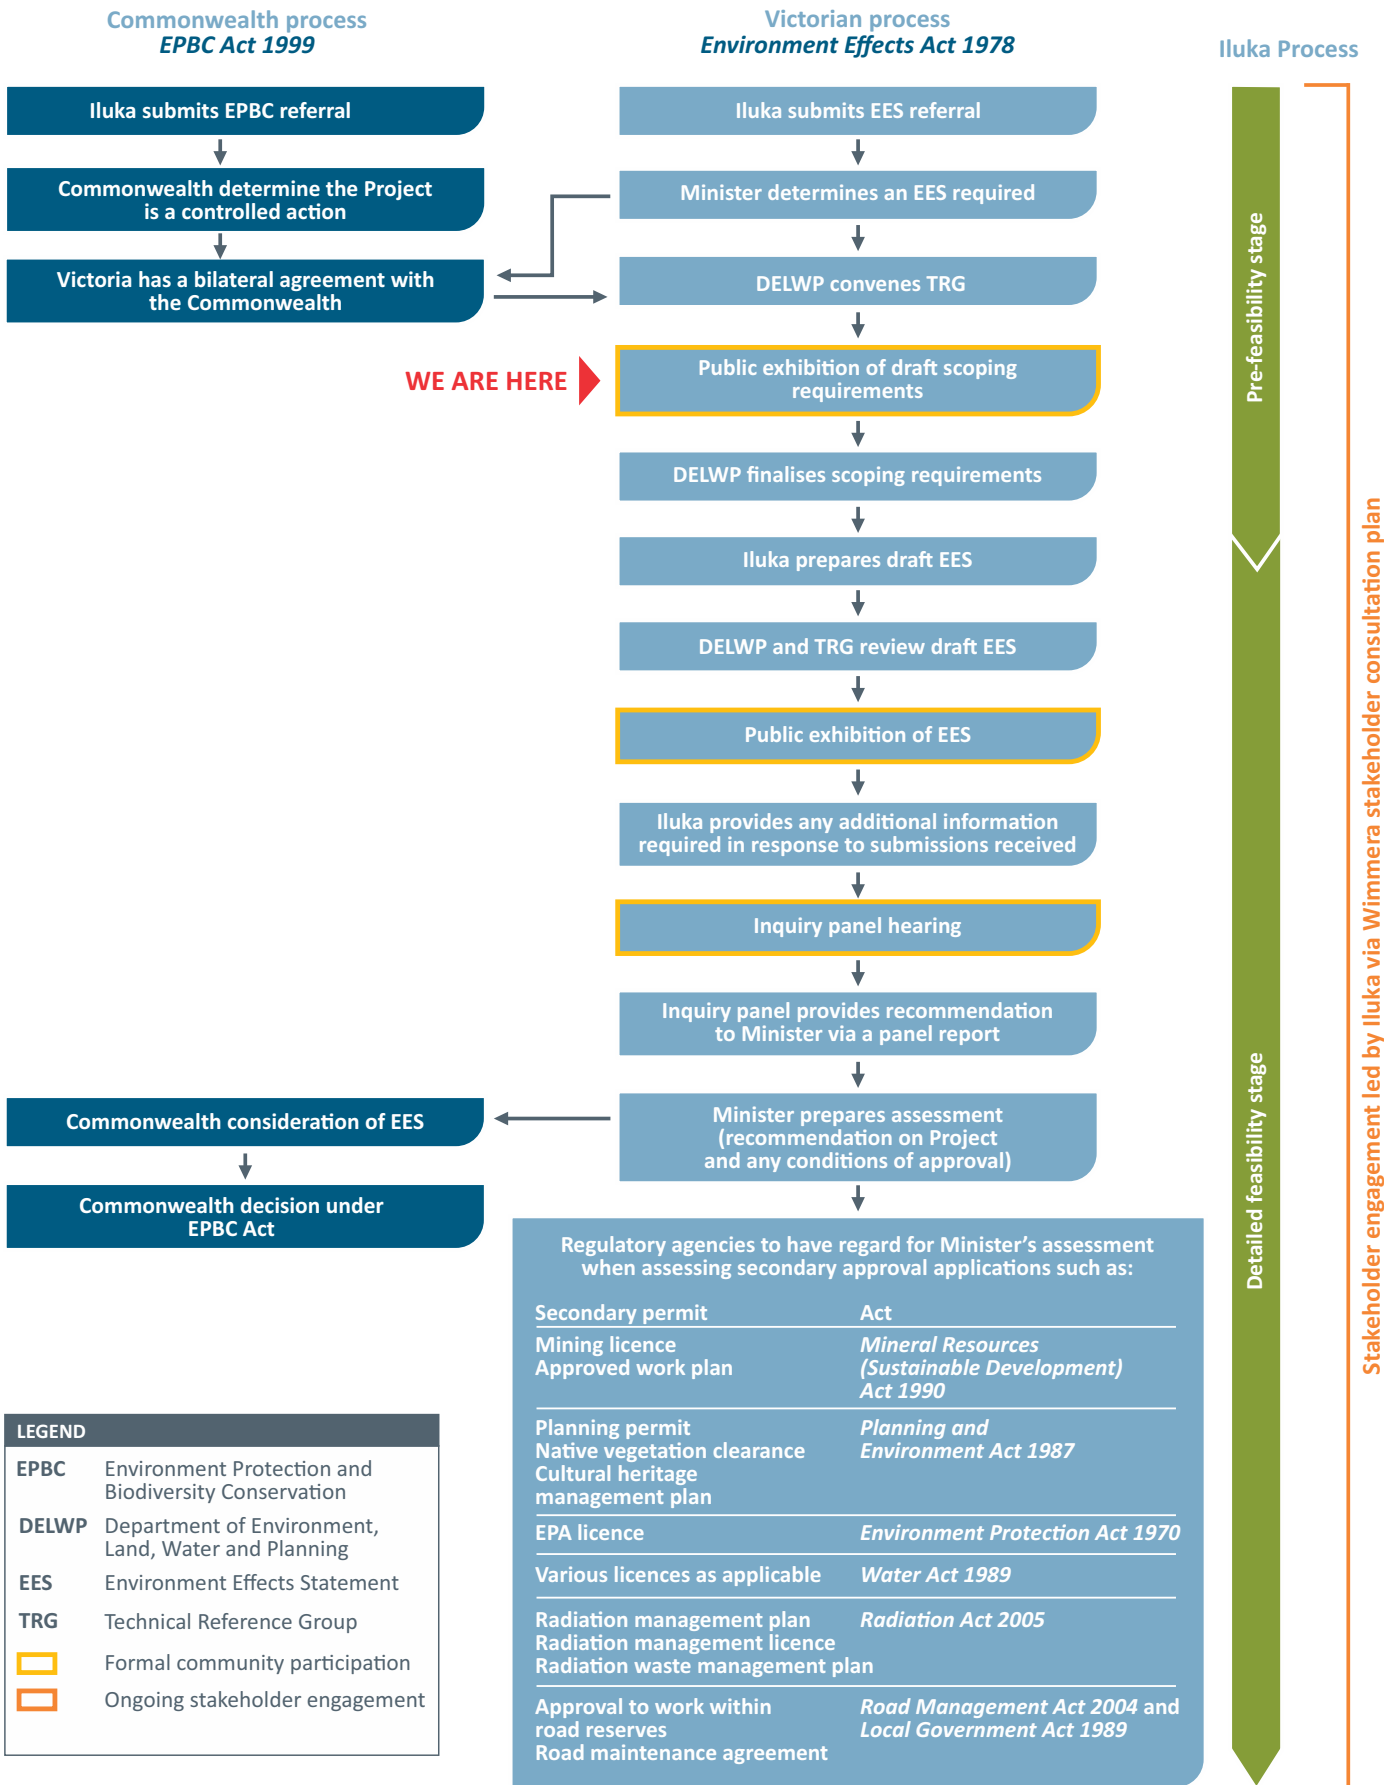 Commonwealth process
EPBC Act 1999
Iluka submits EPBC referral
Commonwealth determine the Project
is a controlled action
Victoria has a bilateral agreement with
the Commonwealth
Victorian process
Environment Effects Act 1978
Iluka submits EES referral
Minister determines an EES required
DELWP convenes TRG
WE ARE HERE
Public exhibition of draft scoping
requirements
DELWP finalises scoping requirements
Iluka prepares draft EES
DELWP and TRG review draft EES
Public exhibition of EES
Iluka provides any additional information
required in response to submissions received
Inquiry panel hearing
Inquiry panel provides recommendation
to Minister via a panel report
Minister prepares assessment
(recommendation on Project
and any conditions of approval)
Commonwealth consideration of EES
Commonwealth decision under
EPBC Act
Regulatory agencies to have regard for Minister's assessment
when assessing secondary approval applications such as:
Secondary permit Act
Mining licence Mineral Resources
Approved work plan (Sustainable Development)
Act 1990
Planning permit Planning and
Native vegetation clearance Environment Act 1987
Cultural heritage
management plan
EPA licence Environment Protection Act 1970
Various licences as applicable Water Act 1989
Radiation management plan Radiation Act 2005
Radiation management licence
Radiation waste management plan
Approval to work within Road Management Act 2004 and
road reserves Local Government Act 1989
Road maintenance agreement
Iluka Process
Pre-feasibility stage
Detailed feasibility stage
Stakeholder engagement led by Iluka via Wimmera stakeholder consultation plan
LEGEND
EPBC Environment Protection and
Biodiversity Conservation
DELWP Department of Environment,
Land, Water and Planning
EES Environment Effects Statement
TRG Technical Reference Group
Formal community participation
Ongoing stakeholder engagement